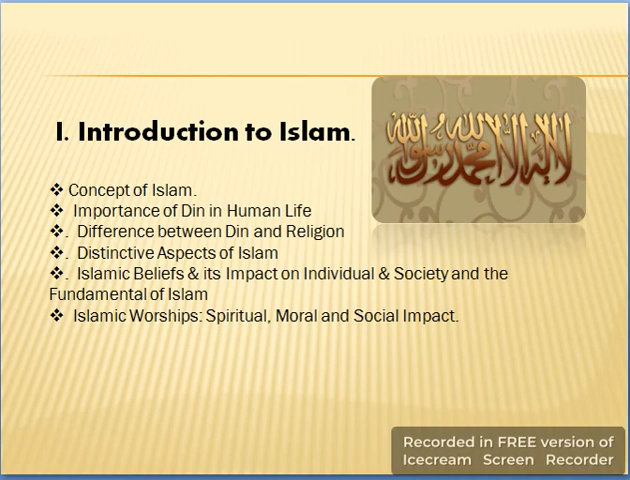 I. Introduction to Islam.
لا إله إلا الله محمد رسول الله
❖ Concept of Islam.
❖ Importance of Din in Human Life
❖. Difference between Din and Religion
❖. Distinctive Aspects of Islam
❖. Islamic Beliefs & its Impact on Individual & Society and the
Fundamental of Islam
❖ Islamic Worships: Spiritual, Moral and Social Impact.
Recorded in FREE version of
Icecream Screen Recorder